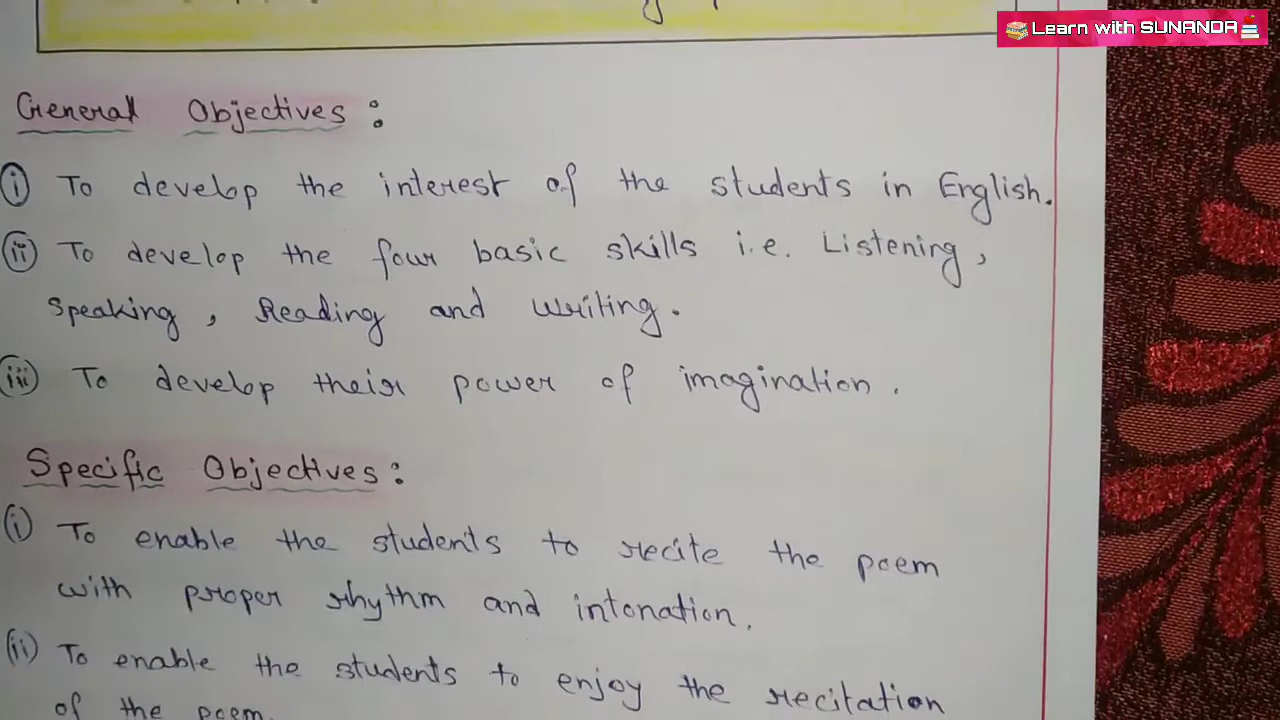 Learn with SUNANDA
General Objectives :
(i) To develop the interest of the students in English.
(ii) To develop the four basic skills i.e. Listening,
Speaking, Reading and writing.
(iii) To develop their power of imagination.
Specific Objectives :
(i) To enable the students to recite the poem
with proper rhythm and intonation.
(ii) To enable the students to enjoy the recitation
of the poem.